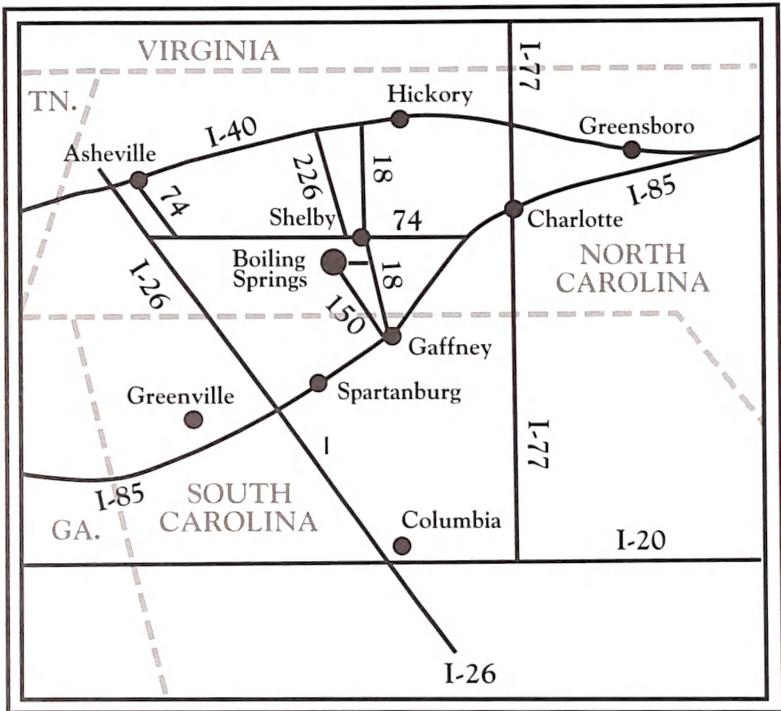 VIRGINIA
I-77
TN.
Hickory
I-40
Greensboro
Asheville
226
18
I-85
74
Shelby
74
Charlotte
Boiling
Springs
18
NORTH
CAROLINA
I-26
150
Gaffney
Greenville
Spartanburg
I-77
I-85
SOUTH
CAROLINA
GA.
Columbia
I-20
I-26